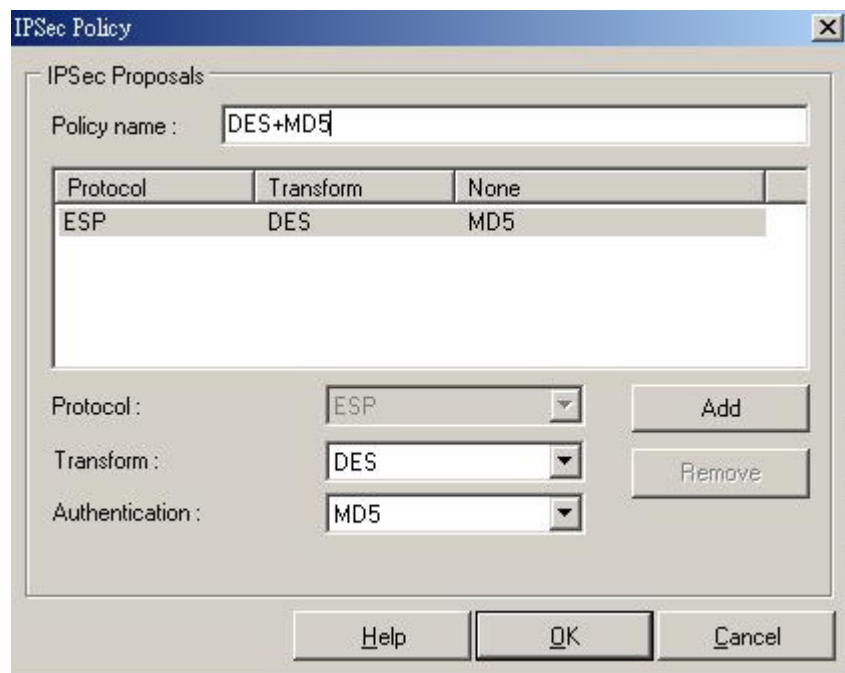 IPSec Policy
IPSec Proposals
Policy name : DES+MD5
Protocol Transform None
ESP DES MD5
Protocol : ESP Add
Transform : DES Remove
Authentication : MD5
Help OK Cancel